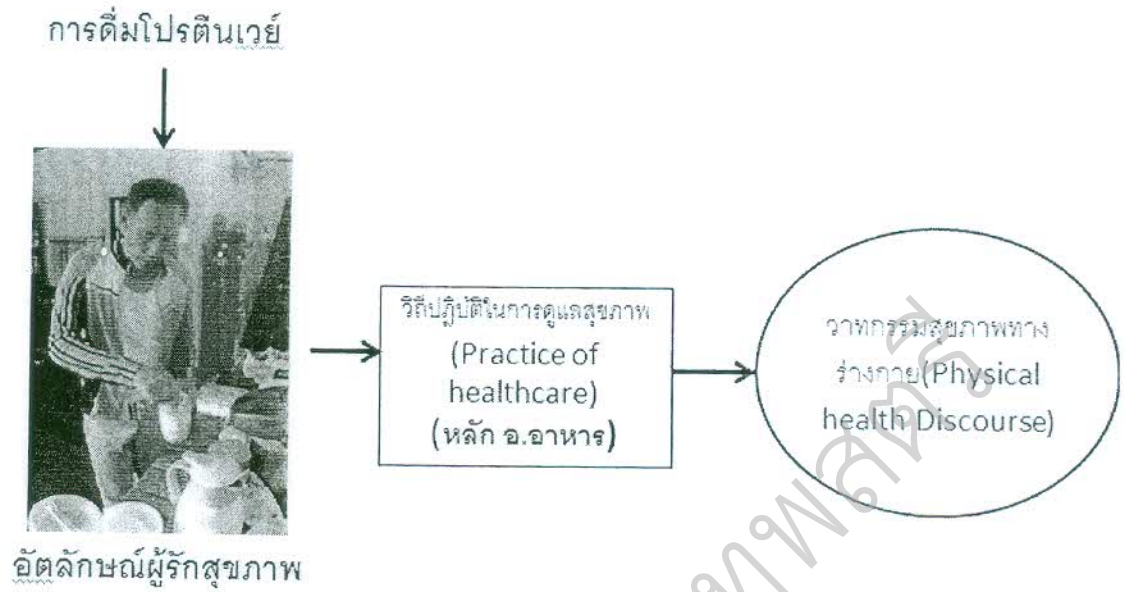 การดื่มโปรตีนเวย์
อัตลักษณ์ผู้รักสุขภาพ
วิถีปฏิบัติในการดูแลสุขภาพ
(Practice of
healthcare)
(หลัก อ.อาหาร)
วาทกรรมสุขภาพทาง
ร่างกาย(Physical
health Discourse)